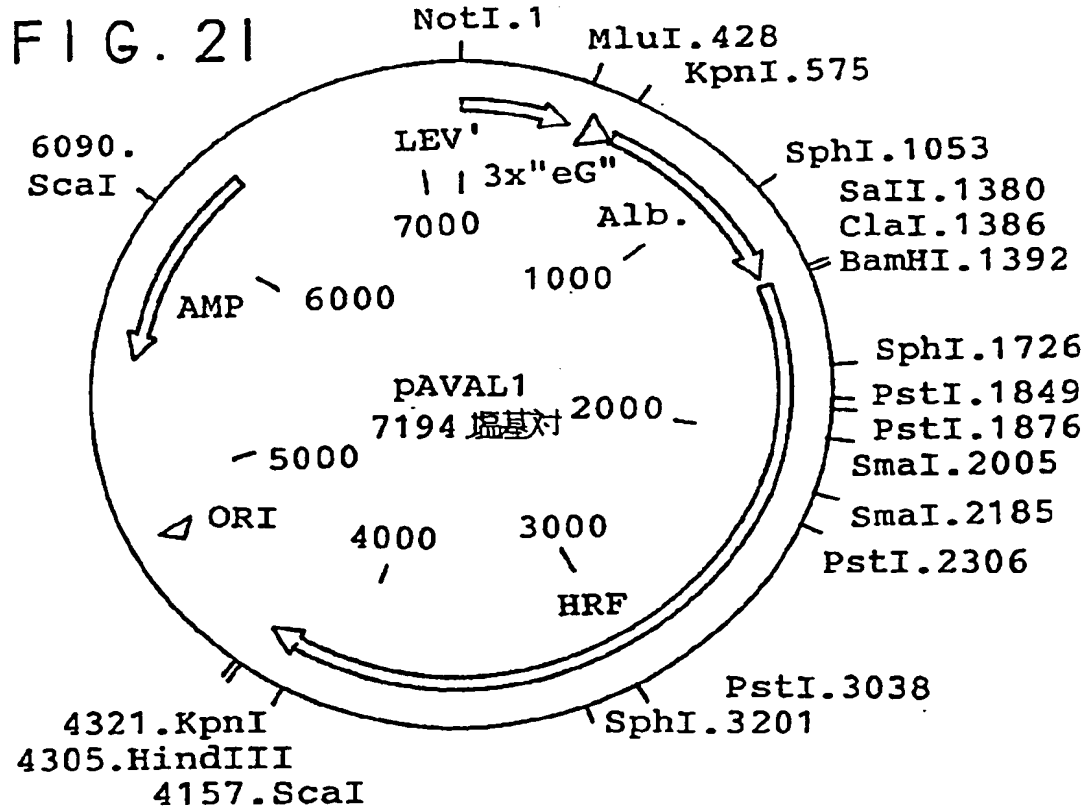 FIG. 21
NotI.1
MluI.428
KpnI.575
6090.
ScaI
LEV'
3x"eG"
SphI.1053
SaII.1380
ClaI.1386
BamHI.1392
Alb.
7000
1000
AMP
6000
SphI.1726
pAVAL1
7194 塩基対
2000
PstI.1849
PstI.1876
SmaI.2005
5000
ORI
4000
3000
SmaI.2185
PstI.2306
HRF
PstI.3038
SphI.3201
4321.KpnI
4305.HindIII
4157.ScaI